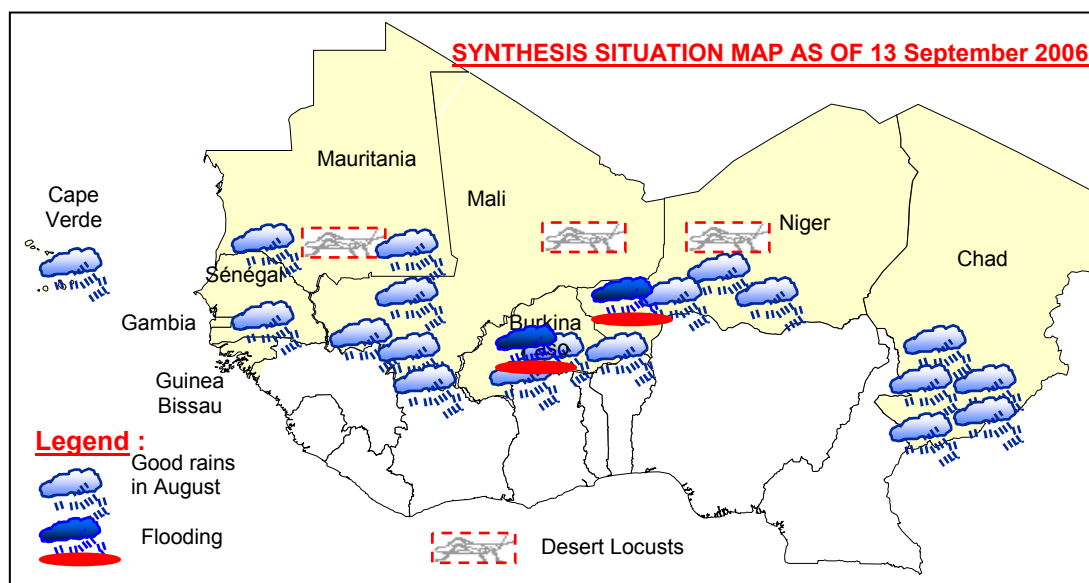 SYNTHESIS SITUATION MAP AS OF 13 September 2006
Mauritania
Cape
Verde
Mali
Niger
Chad
Sénégal
Gambia
Burkina
Guinea
Bissau
Legend :
Good rains
in August
Flooding
Desert Locusts